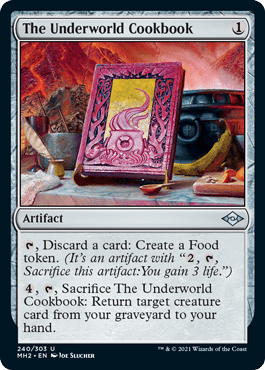 The Underworld Cookbook 1
Artifact
, Discard a card: Create a Food
token. (It's an artifact with “2, ,
Sacrifice this artifact:You gain 3 life.”)
4, , Sacrifice The Underworld
Cookbook: Return target creature
card from your graveyard to your
hand.
240/303 U
MH2 • EN Joe Slucher
™ & © 2021 Wizards of the Coast